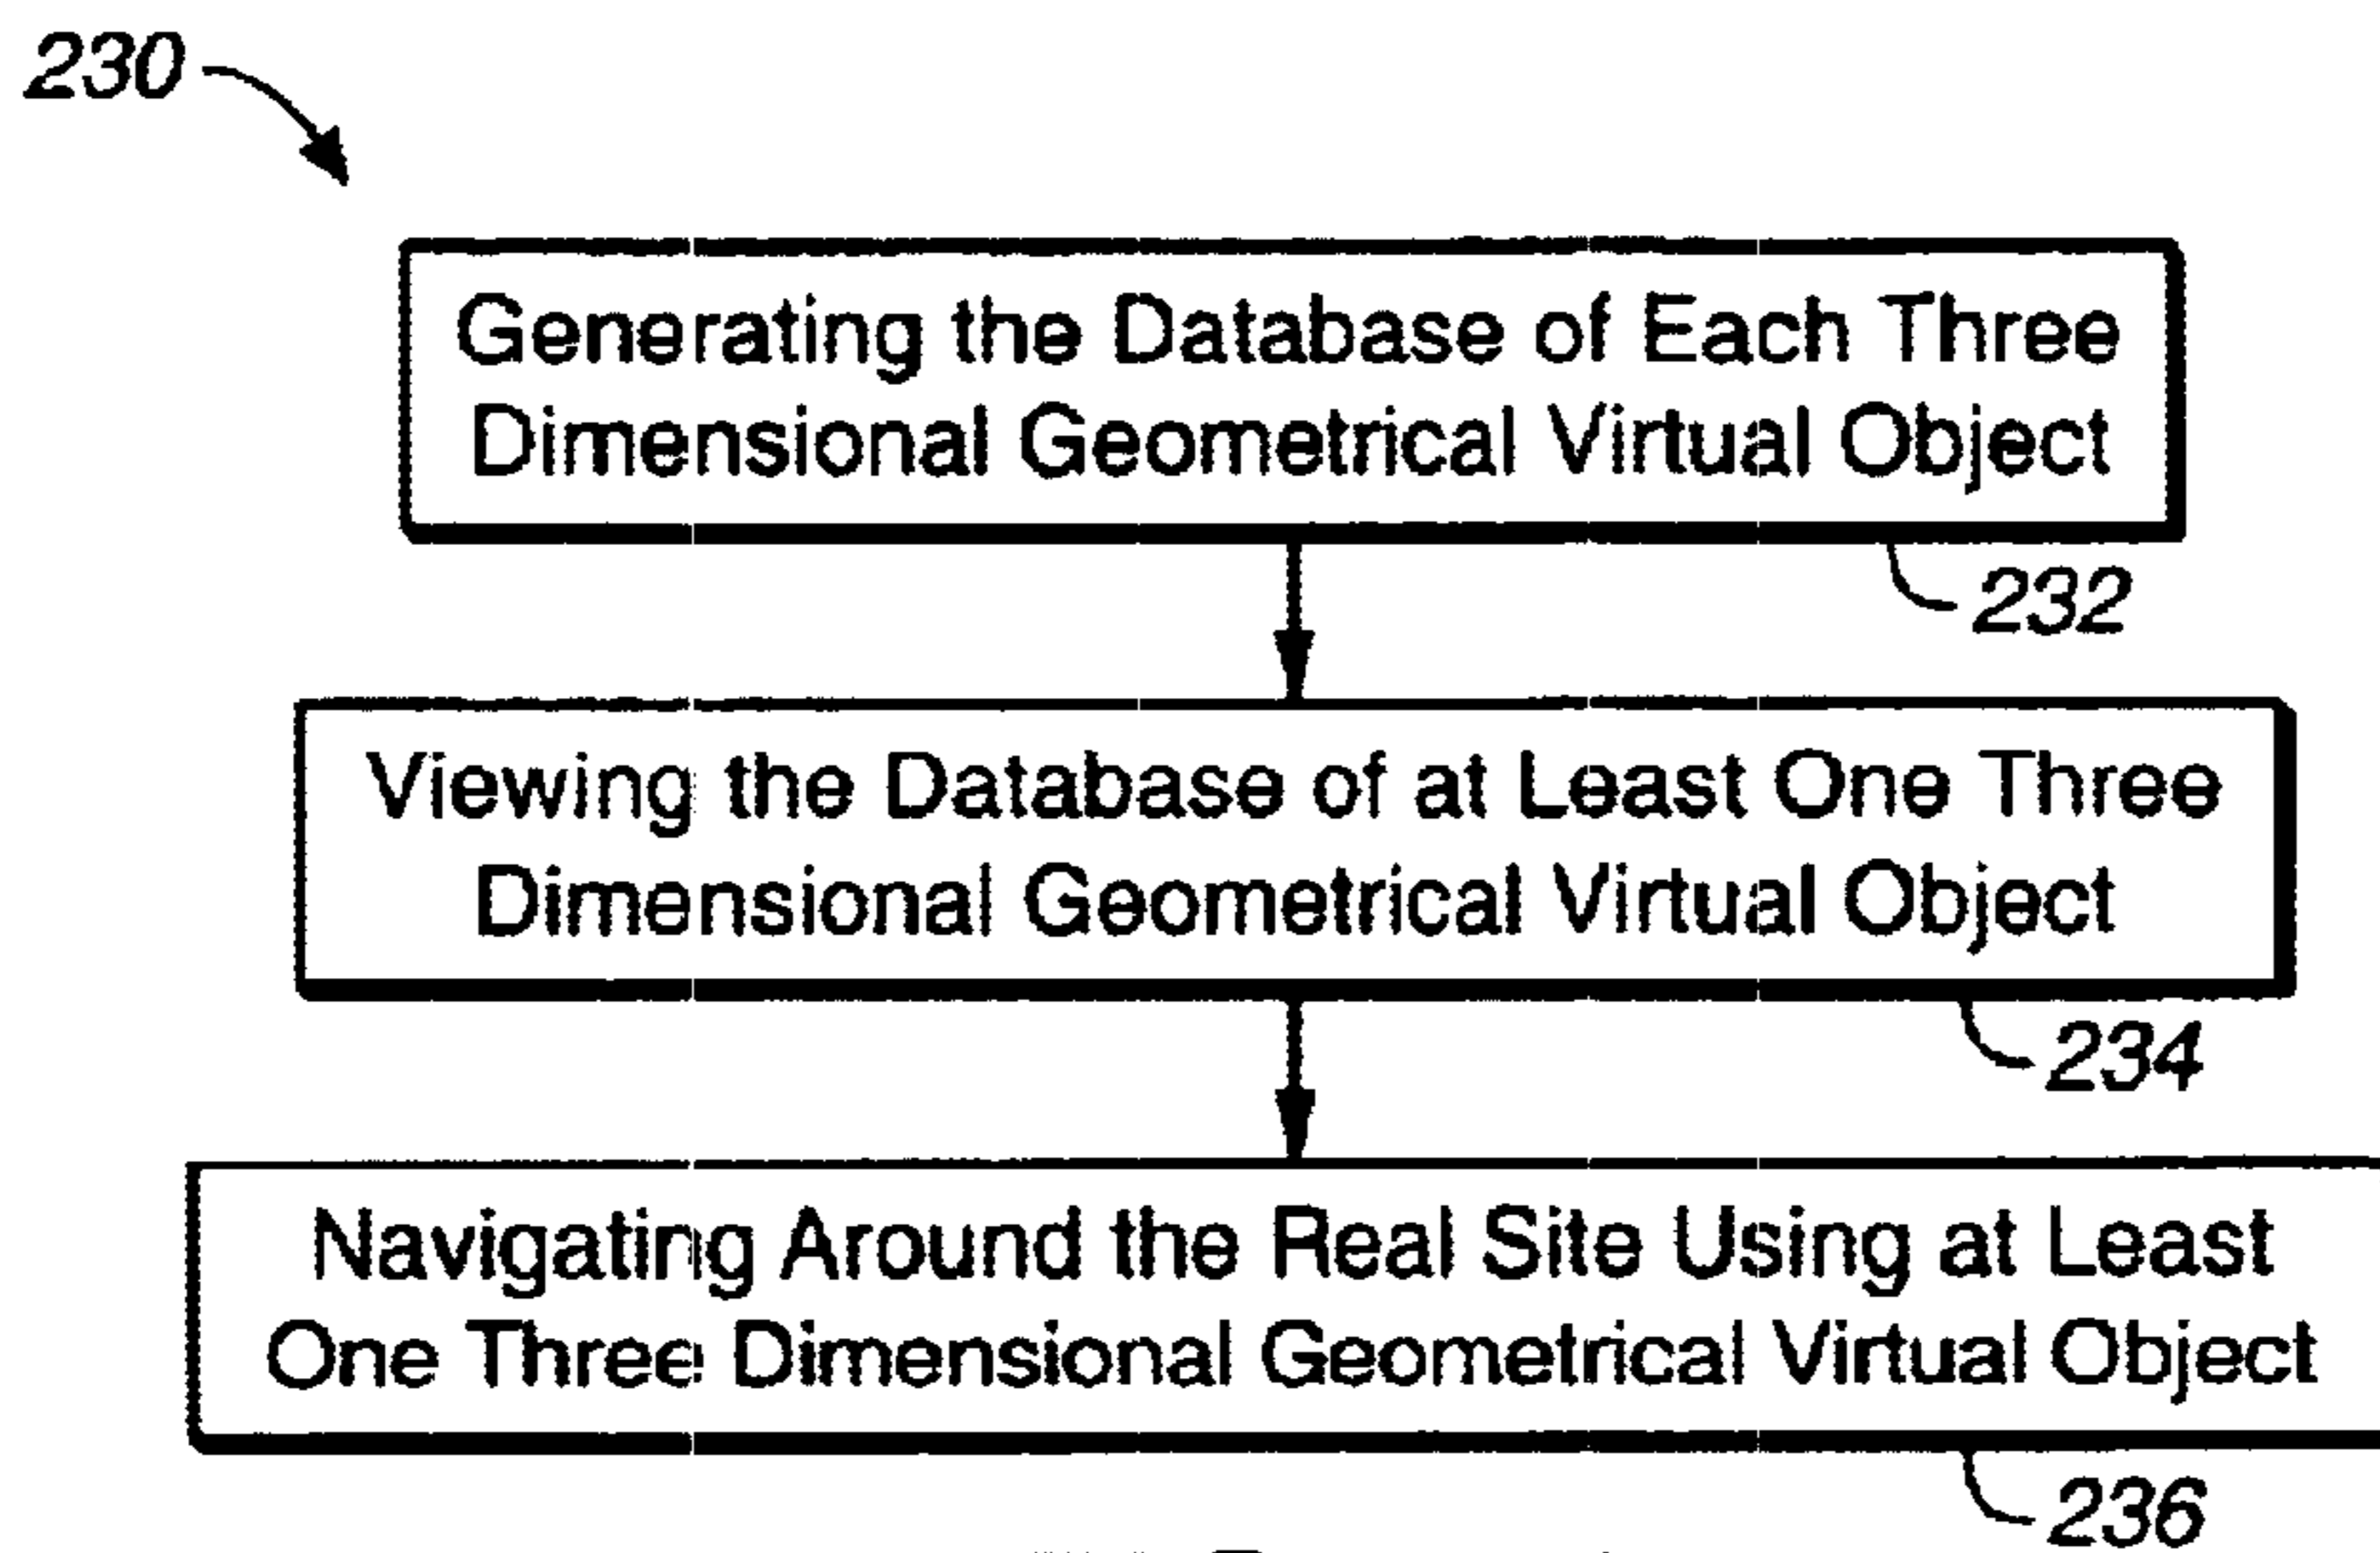 230
Generating the Database of Each Three
Dimensional Geometrical Virtual Object
232
Viewing the Database of at Least One Three
Dimensional Geometrical Virtual Object
234
Navigating Around the Real Site Using at Least
One Three Dimensional Geometrical Virtual Object
236